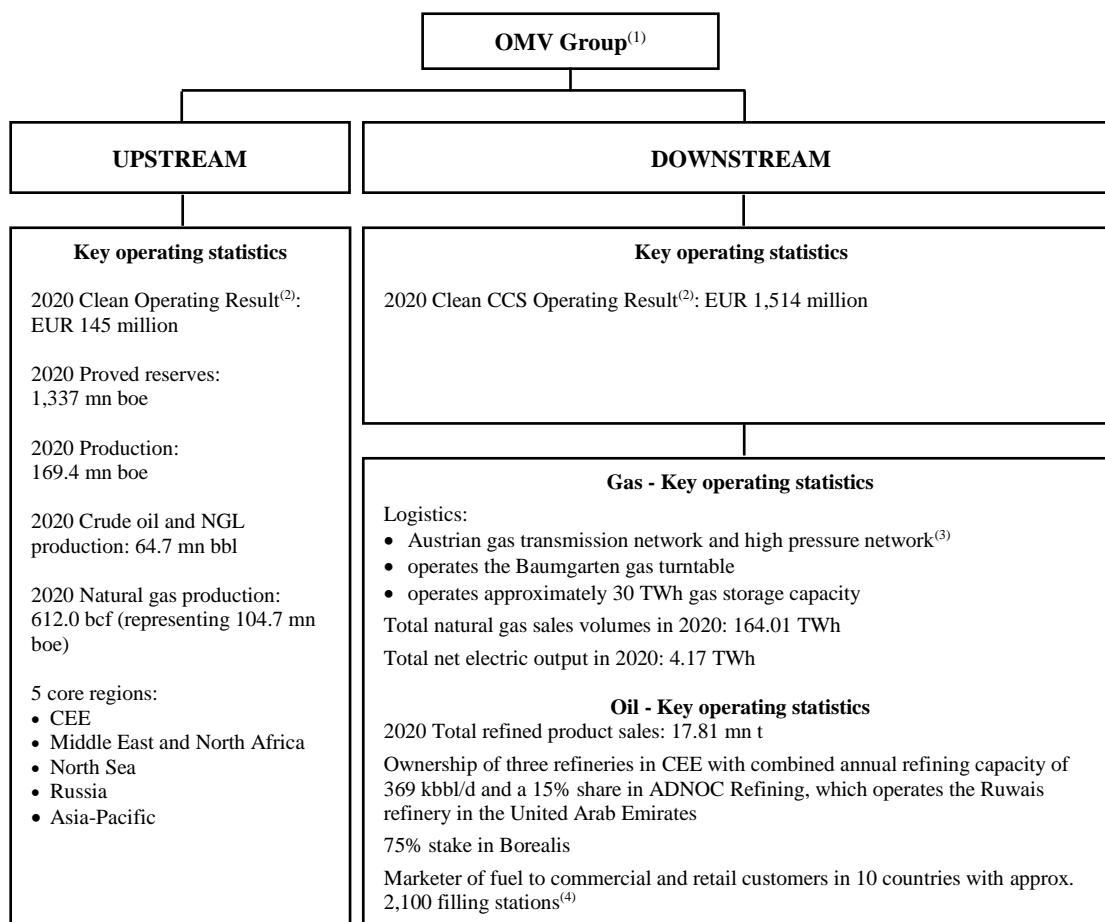 OMV Group(1)
UPSTREAM
DOWNSTREAM
Key operating statistics
2020 Clean Operating Result(2):
EUR 145 million
2020 Proved reserves:
1,337 mn boe
2020 Production:
169.4 mn boe
2020 Crude oil and NGL
production: 64.7 mn bbl
2020 Natural gas production:
612.0 bcf (representing 104.7 mn
boe)
5 core regions:
• CEE
• Middle East and North Africa
• North Sea
• Russia
• Asia-Pacific
Key operating statistics
2020 Clean CCS Operating Result(2): EUR 1,514 million
Gas - Key operating statistics
Logistics:
• Austrian gas transmission network and high pressure network(3)
• operates the Baumgarten gas turntable
• operates approximately 30 TWh gas storage capacity
Total natural gas sales volumes in 2020: 164.01 TWh
Total net electric output in 2020: 4.17 TWh
Oil - Key operating statistics
2020 Total refined product sales: 17.81 mn t
Ownership of three refineries in CEE with combined annual refining capacity of
369 kbbl/d and a 15% share in ADNOC Refining, which operates the Ruwais
refinery in the United Arab Emirates
75% stake in Borealis
Marketer of fuel to commercial and retail customers in 10 countries with approx.
2,100 filling stations(4)